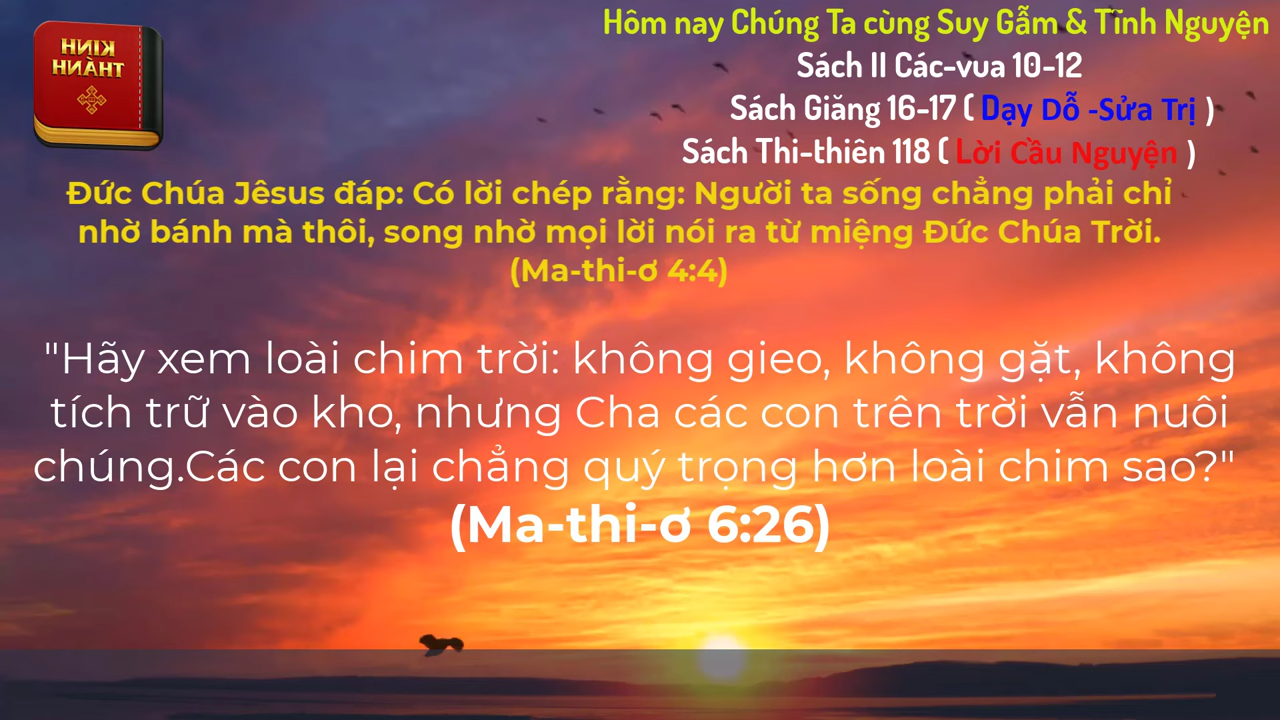 KINH
THÀNH
Hôm nay Chúng Ta cùng Suy Gẫm & Tĩnh Nguyện
Sách II Các-vua 10-12
Sách Giăng 16-17 ( Dạy Dỗ -Sửa Trị )
Sách Thi-thiên 118 ( Lời Cầu Nguyện )
Đức Chúa Jêsus đáp: Có lời chép rằng: Người ta sống chẳng phải chỉ
nhờ bánh mà thôi, song nhờ mọi lời nói ra từ miệng Đức Chúa Trời.
(Ma-thi-ơ 4:4)
"Hãy xem loài chim trời: không gieo, không gặt, không
tích trữ vào kho, nhưng Cha các con trên trời vẫn nuôi
chúng.Các con lại chẳng quý trọng hơn loài chim sao?"
(Ma-thi-ơ 6:26)